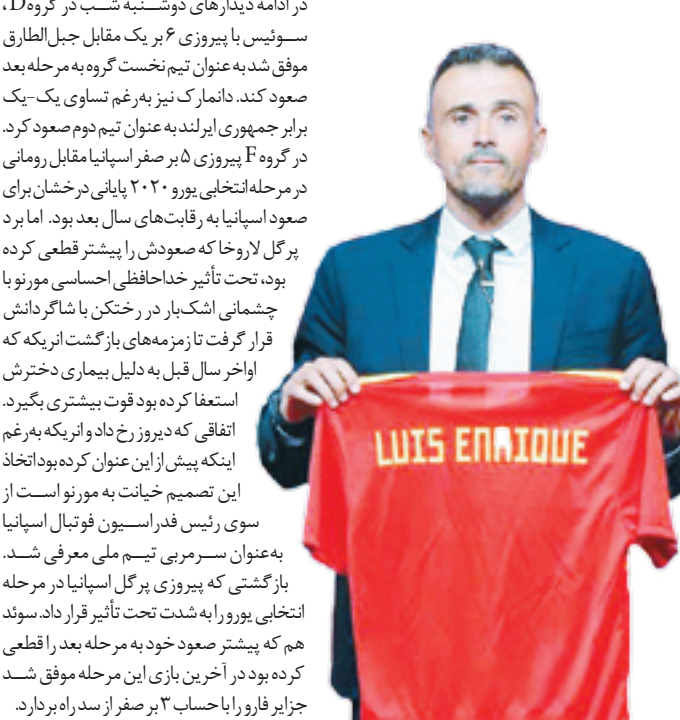 در ادامه دیدارهای دوشنبه شب در گروه D،
سوئیس با پیروزی ۶ بر یک مقابل جبل‌الطارق
موفق شد به عنوان تیم نخست گروه به مرحله بعد
صعود کند. دانمارک نیز به‌رغم تساوی یک-یک
برابر جمهوری ایرلند به عنوان تیم دوم صعود کرد.
در گروه F پیروزی ۵ بر صفر اسپانیا مقابل رومانی
در مرحله انتخابی یورو ۲۰۲۰ پایانی درخشان برای
صعود اسپانیا به رقابت‌های سال بعد بود. اما برد
پرگل لاروخا که صعودش را پیشتر قطعی کرده
بود، تحت تأثیر خداحافظی احساسی مورنو با
چشمانی اشک‌بار در رختکن با شاگردانش
قرار گرفت تا زمزمه‌های بازگشت انریکه که
اواخر سال قبل به دلیل بیماری دخترش
استعفا کرده بود قوت بیشتری بگیرد.
اتفاقی که دیروز رخ داد و انریکه به‌رغم
اینکه پیش از این عنوان کرده بود اتخاذ
این تصمیم خیانت به مورنو است از
سوی رئیس فدراسیون فوتبال اسپانیا
به‌عنوان سرمربی تیم ملی معرفی شد.
بازگشتی که پیروزی پرگل اسپانیا در مرحله
انتخابی یورو را به شدت تحت تأثیر قرار داد. سوئد
هم که پیشتر صعود خود به مرحله بعد را قطعی
کرده بود در آخرین بازی این مرحله موفق شد
جزایر فارو را با حساب ۳ بر صفر از سد راه بردارد.
LUIS ENRIQUE